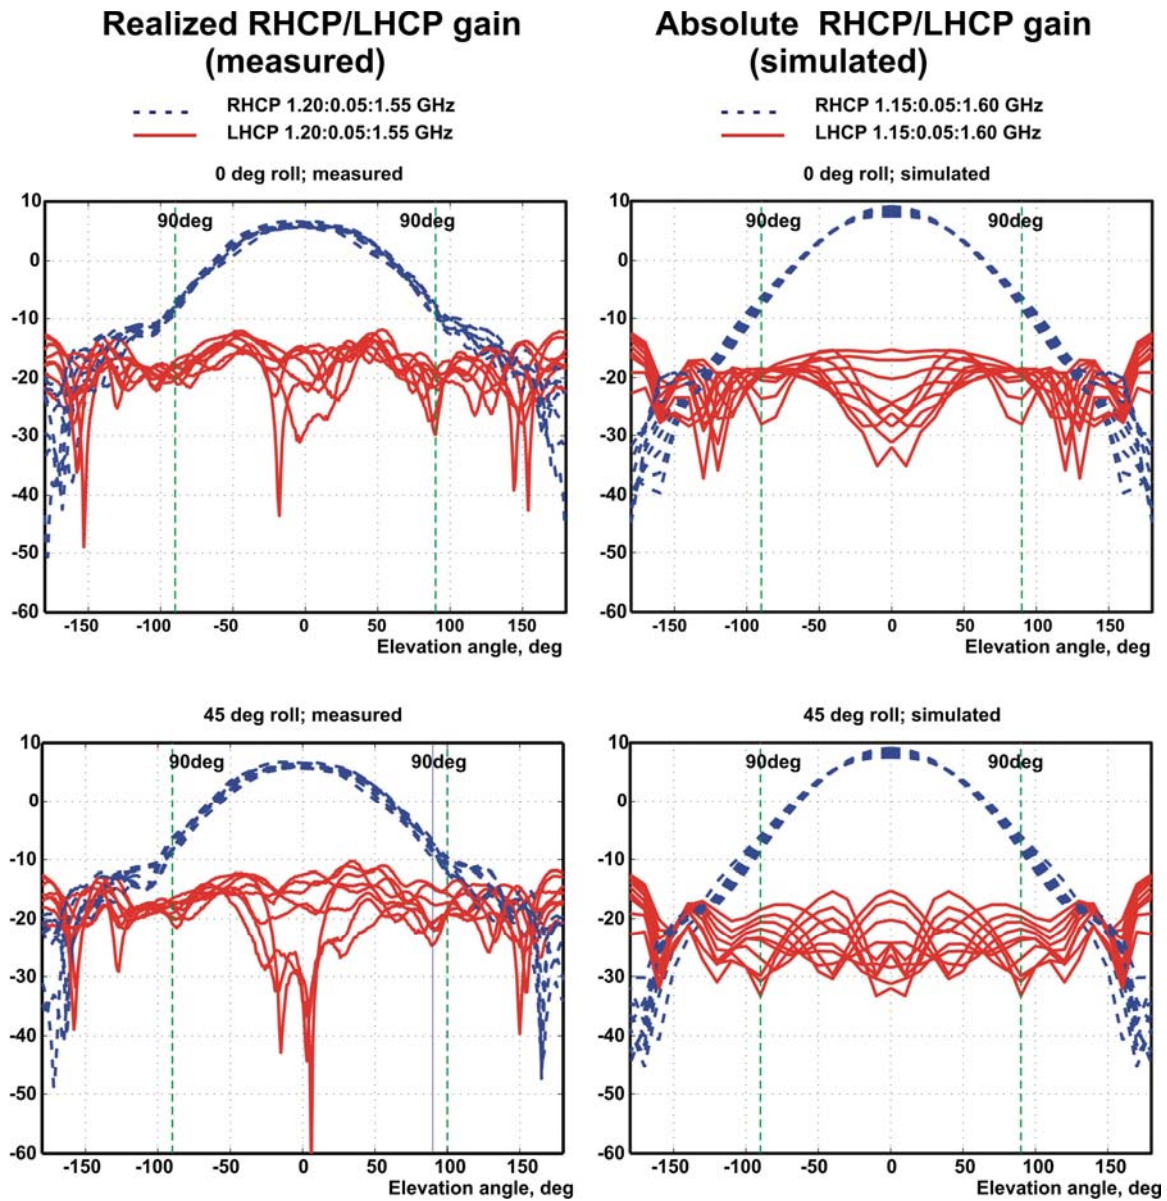 Realized RHCP/LHCP gain
(measured)
Absolute RHCP/LHCP gain
(simulated)
RHCP 1.20:0.05:1.55 GHz
LHCP 1.20:0.05:1.55 GHz
RHCP 1.15:0.05:1.60 GHz
LHCP 1.15:0.05:1.60 GHz
0 deg roll; measured
10
0
-10
-20
-30
-40
-50
-60
90deg
90deg
-150 -100 -50 0 50 100 150
Elevation angle, deg
0 deg roll; simulated
10
0
-10
-20
-30
-40
-50
-60
90deg
90deg
-150 -100 -50 0 50 100 150
Elevation angle, deg
45 deg roll; measured
10
0
-10
-20
-30
-40
-50
-60
90deg
90deg
-150 -100 -50 0 50 100 150
Elevation angle, deg
45 deg roll; simulated
10
0
-10
-20
-30
-40
-50
-60
90deg
90deg
-150 -100 -50 0 50 100 150
Elevation angle, deg